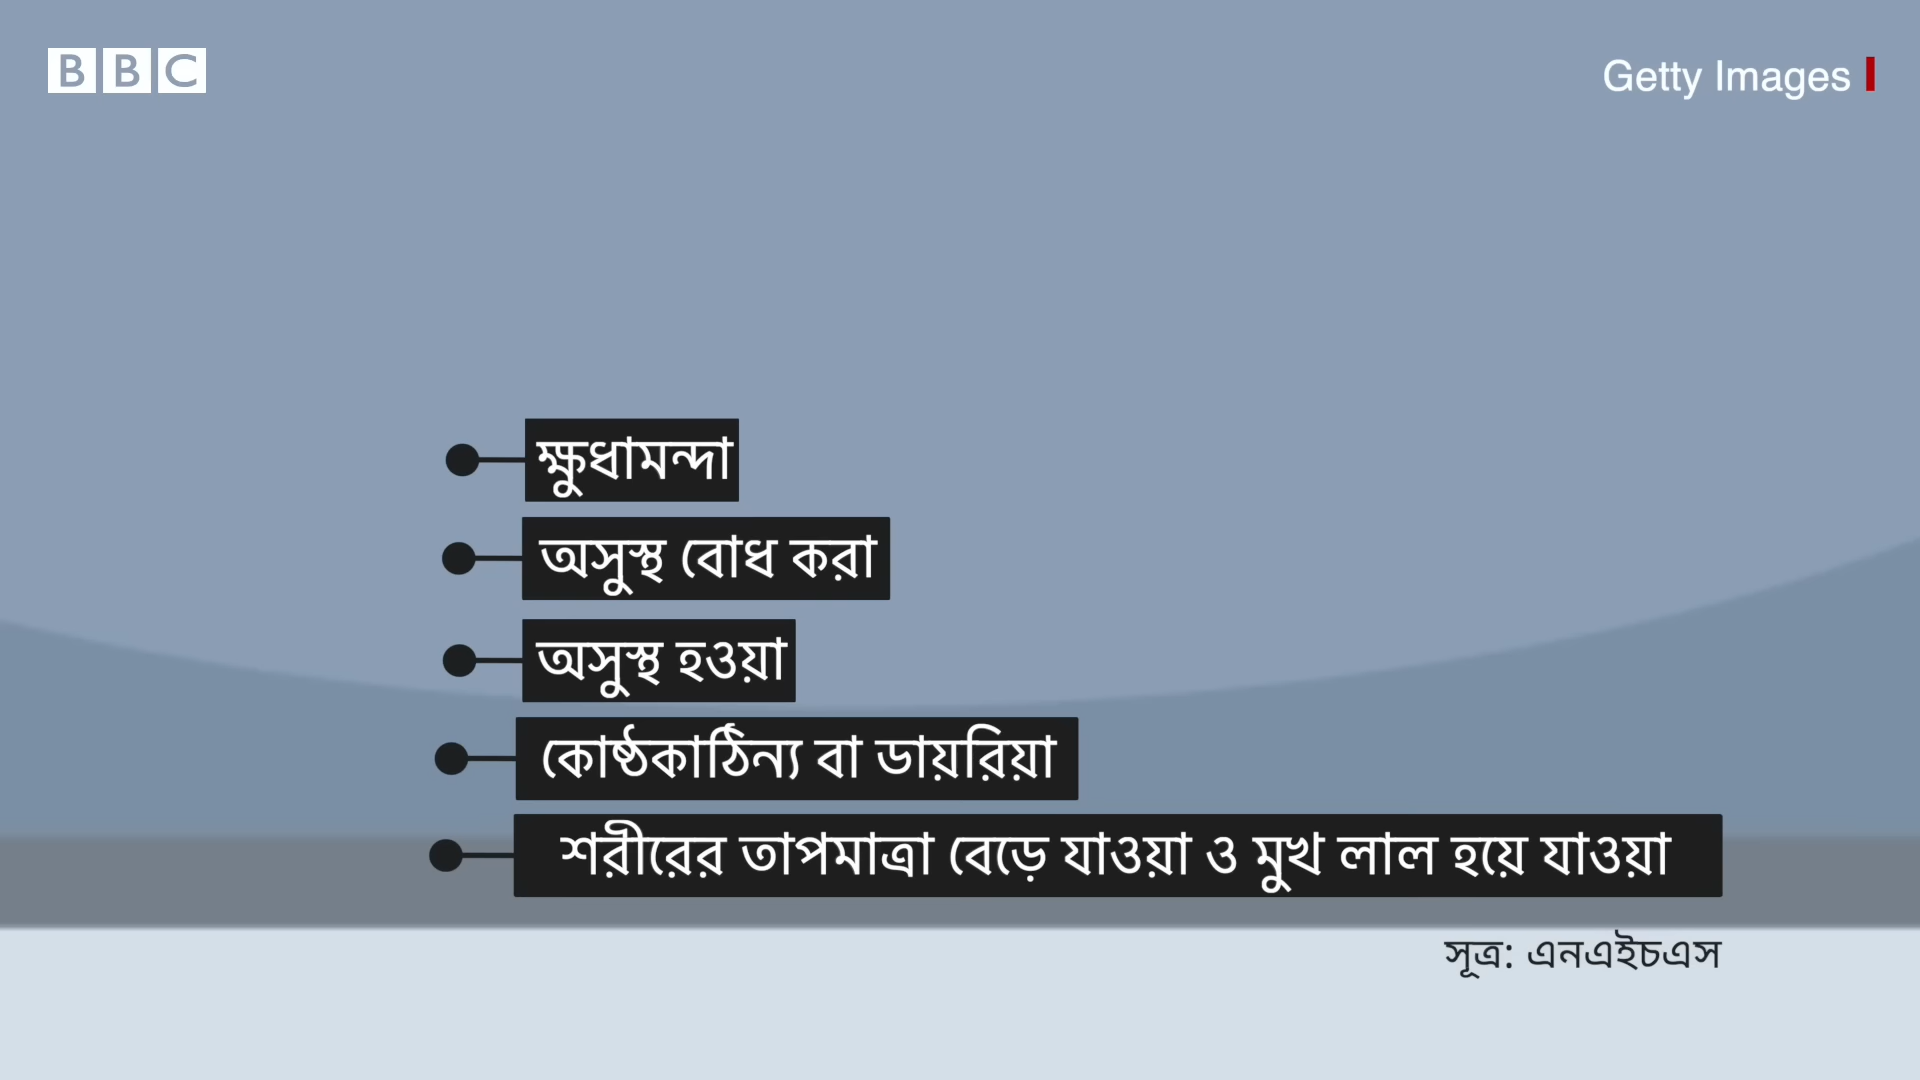 BBC
Getty Images
ক্ষুধামন্দা
অসুস্থ বোধ করা
অসুস্থ হওয়া
কোষ্ঠকাঠিন্য বা ডায়রিয়া
শরীরের তাপমাত্রা বেড়ে যাওয়া ও মুখ লাল হয়ে যাওয়া
সূত্র: এনএইচএস